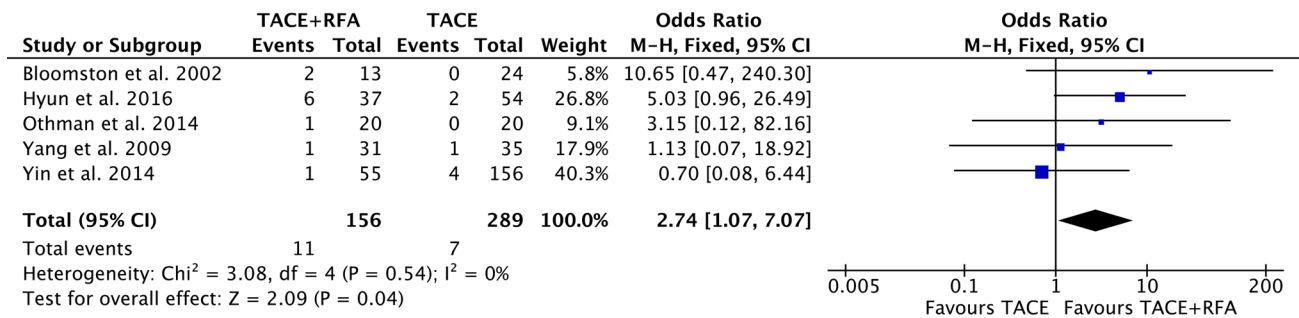 TACE+RFA TACE Odds Ratio Odds Ratio
Study or Subgroup Events Total Events Total Weight M-H, Fixed, 95% CI M-H, Fixed, 95% CI
Bloomston et al. 2002 2 13 0 24 5.8% 10.65 [0.47, 240.30]
Hyun et al. 2016 6 37 2 54 26.8% 5.03 [0.96, 26.49]
Othman et al. 2014 1 20 0 20 9.1% 3.15 [0.12, 82.16]
Yang et al. 2009 1 31 1 35 17.9% 1.13 [0.07, 18.92]
Yin et al. 2014 1 55 4 156 40.3% 0.70 [0.08, 6.44]
Total (95% CI) 156 289 100.0% 2.74 [1.07, 7.07]
Total events 11 7
Heterogeneity: Chi² = 3.08, df = 4 (P = 0.54); I² = 0%
Test for overall effect: Z = 2.09 (P = 0.04)
0.005 0.1 1 10 200
Favours TACE Favours TACE+RFA